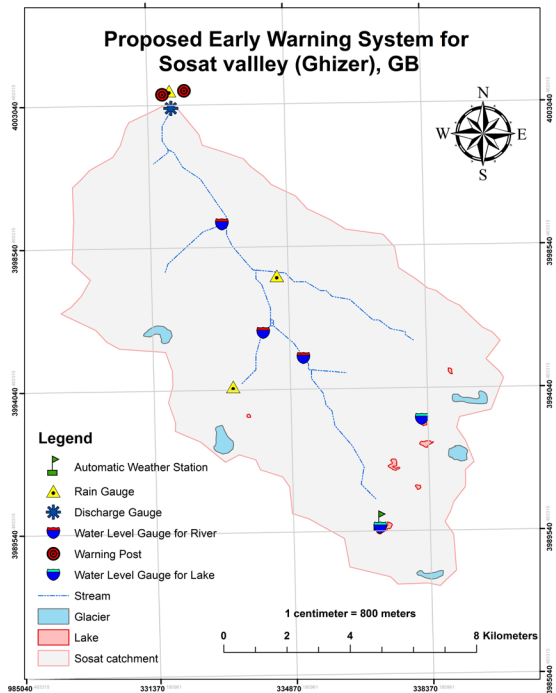 Proposed Early Warning System for
Sosat vallley (Ghizer), GB
N
W E
S
4003040
4003040
3998540
3998540
3994040
3994040
3989540
3989540
Legend
Automatic Weather Station
Rain Gauge
Discharge Gauge
Water Level Gauge for River
Warning Post
Water Level Gauge for Lake
Stream
Glacier
Lake
Sosat catchment
1 centimeter = 800 meters
0 2 4 8 Kilometers
3985040
985040
331370
334870
338370